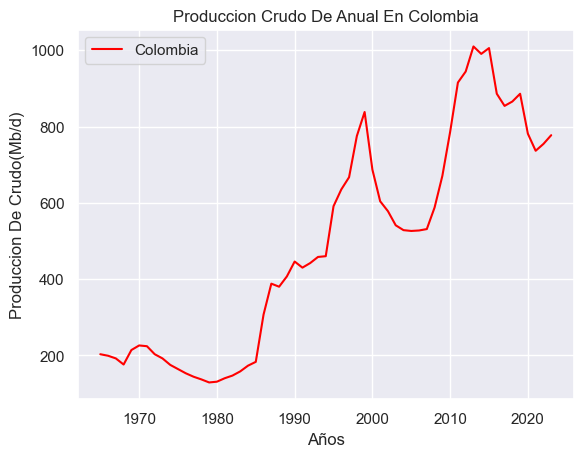 Produccion Crudo De Anual En Colombia
Colombia
Produccion De Crudo(Mb/d)
1000
800
600
400
200
1970
1980
1990
2000
2010
2020
Años